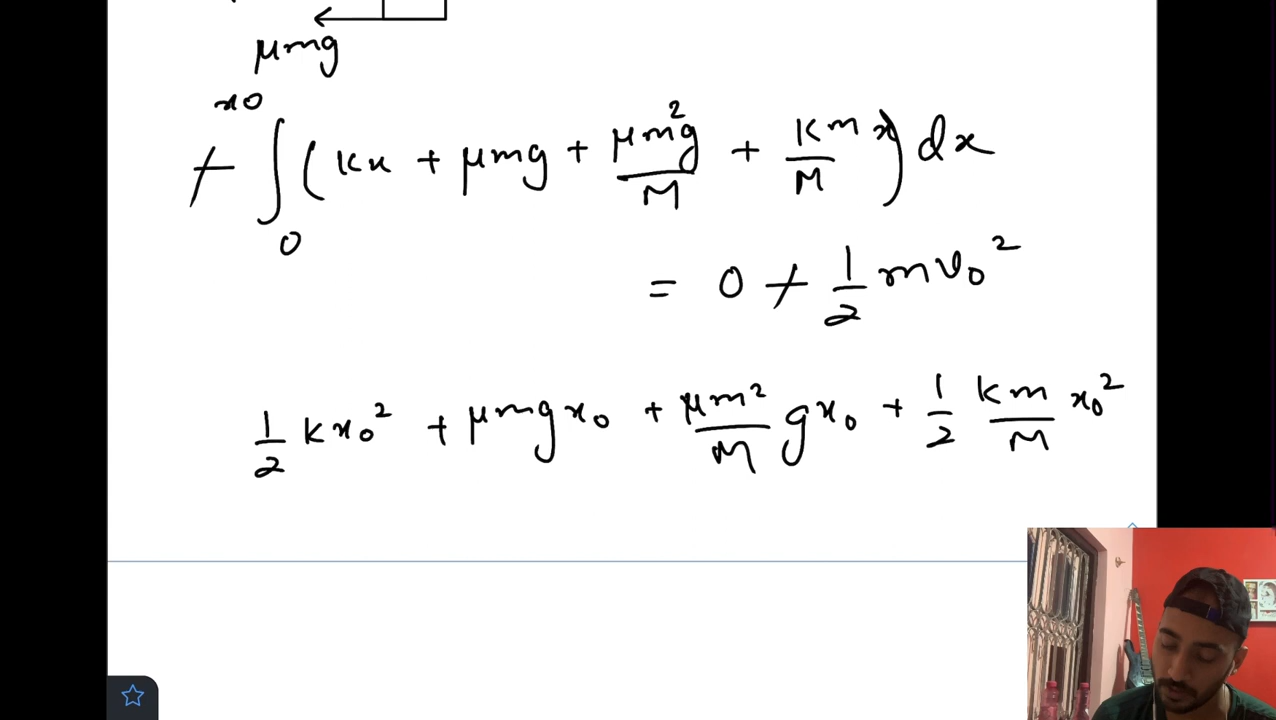 μmg
x0
+ ∫ ( kx + μmg + μm²g/M + km/M x ) dx
0
= 0 + 1/2 mv₀²
1/2 kx₀² + μmgx₀ + μm²/M gx₀ + 1/2 km/M x₀²